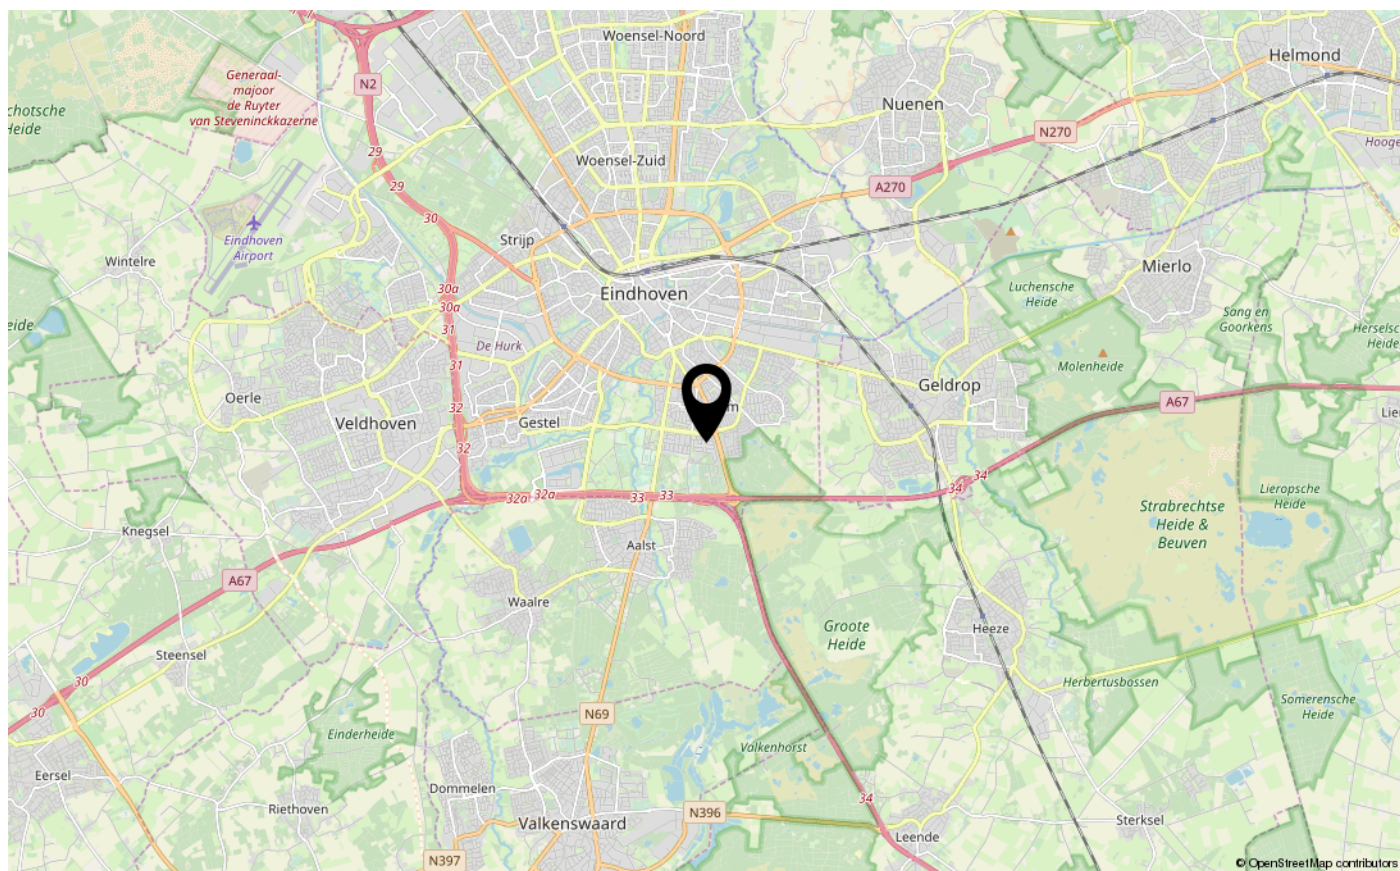 Woensel-Noord
Helmond
N2
Generaal-
majoor
de Ruyter
van Steveninckkazerne
Nuenen
chotsche
Heide
N270
29
Hooge
Woensel-Zuid
29
A270
30
Strijp
Eindhoven
Airport
Wintelre
Mierlo
30a
Eindhoven
Luchensche
Heide
30a
31
eide
Sang en
Goorkens
Herselsc
Heide
De Hurk
31
Molenheide
Geldrop
Oerle
A67
32
m
Lie
Veldhoven
Gestel
32
34
34
32a
32a
33
33
Lieropsche
Heide
Strabrechtse
Heide &
Beuven
Knegsel
Aalst
A67
Waalre
Groote
Heide
Heeze
Steensel
30
Herbertusbossen
30
N69
Somerensche
Heide
Einderheide
Valkenhorst
Eersel
Dommelen
34
Riethoven
N396
Valkenswaard
Sterksel
Leende
N397
© OpenStreetMap contributors